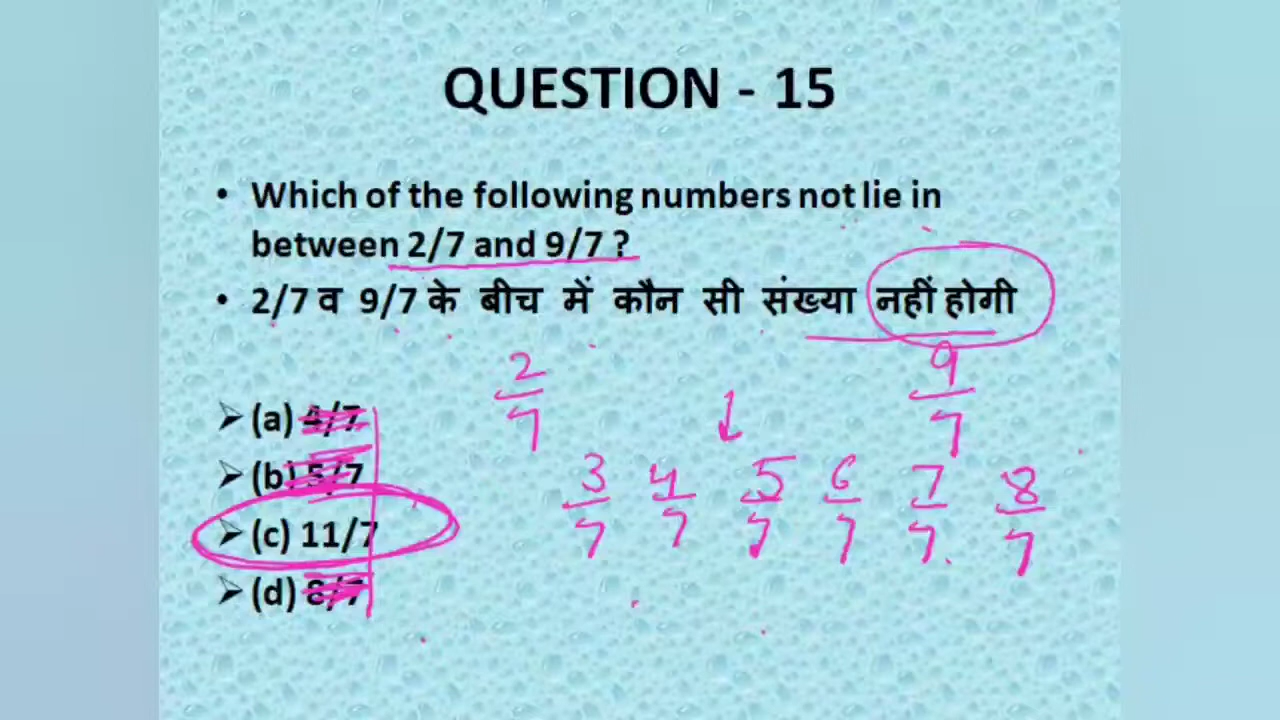 QUESTION - 15
• Which of the following numbers not lie in
between 2/7 and 9/7 ?
• 2/7 व 9/7 के बीच में कौन सी संख्या नहीं होगी
2/7 9/7
➢ (a) 4/7
➢ (b) 5/7
3/7 4/7 5/7 6/7 7/7 8/7
➢ (c) 11/7
➢ (d) 8/7